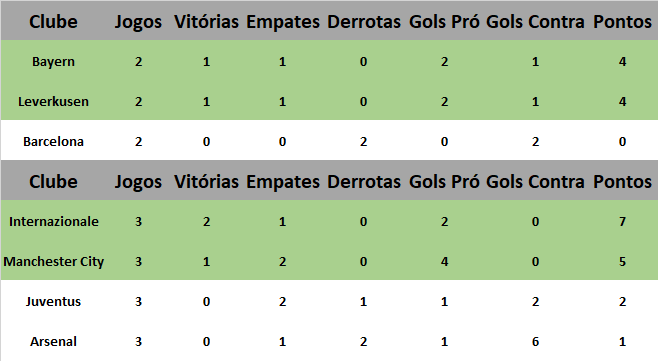 Clube Jogos Vitórias Empates Derrotas Gols Pró Gols Contra Pontos
Bayern 2 1 1 0 2 1 4
Leverkusen 2 1 1 0 2 1 4
Barcelona 2 0 0 2 0 2 0
Clube Jogos Vitórias Empates Derrotas Gols Pró Gols Contra Pontos
Internazionale 3 2 1 0 2 0 7
Manchester City 3 1 2 0 4 0 5
Juventus 3 0 2 1 1 2 2
Arsenal 3 0 1 2 1 6 1